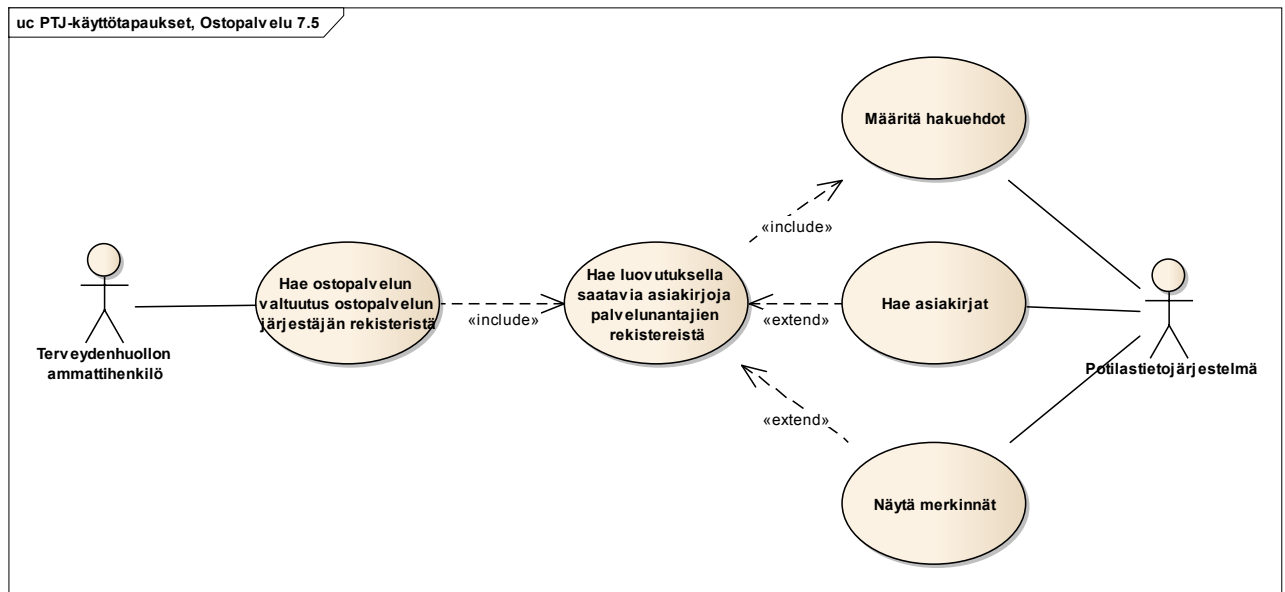 uc PTJ-käyttötapaukset, Ostopalvelu 7.5
Määritä hakuehdot
«include»
Hae ostopalvelun
valtuutus ostopalvelun
järjestäjän rekisteristä
«include»
Hae luovutuksella
saatavia asiakirjoja
palvelunantajien
rekistereistä
«extend»
Hae asiakirjat
Terveydenhuollon
ammattihenkilö
Potilastietojärjestelmä
«extend»
Näytä merkinnät